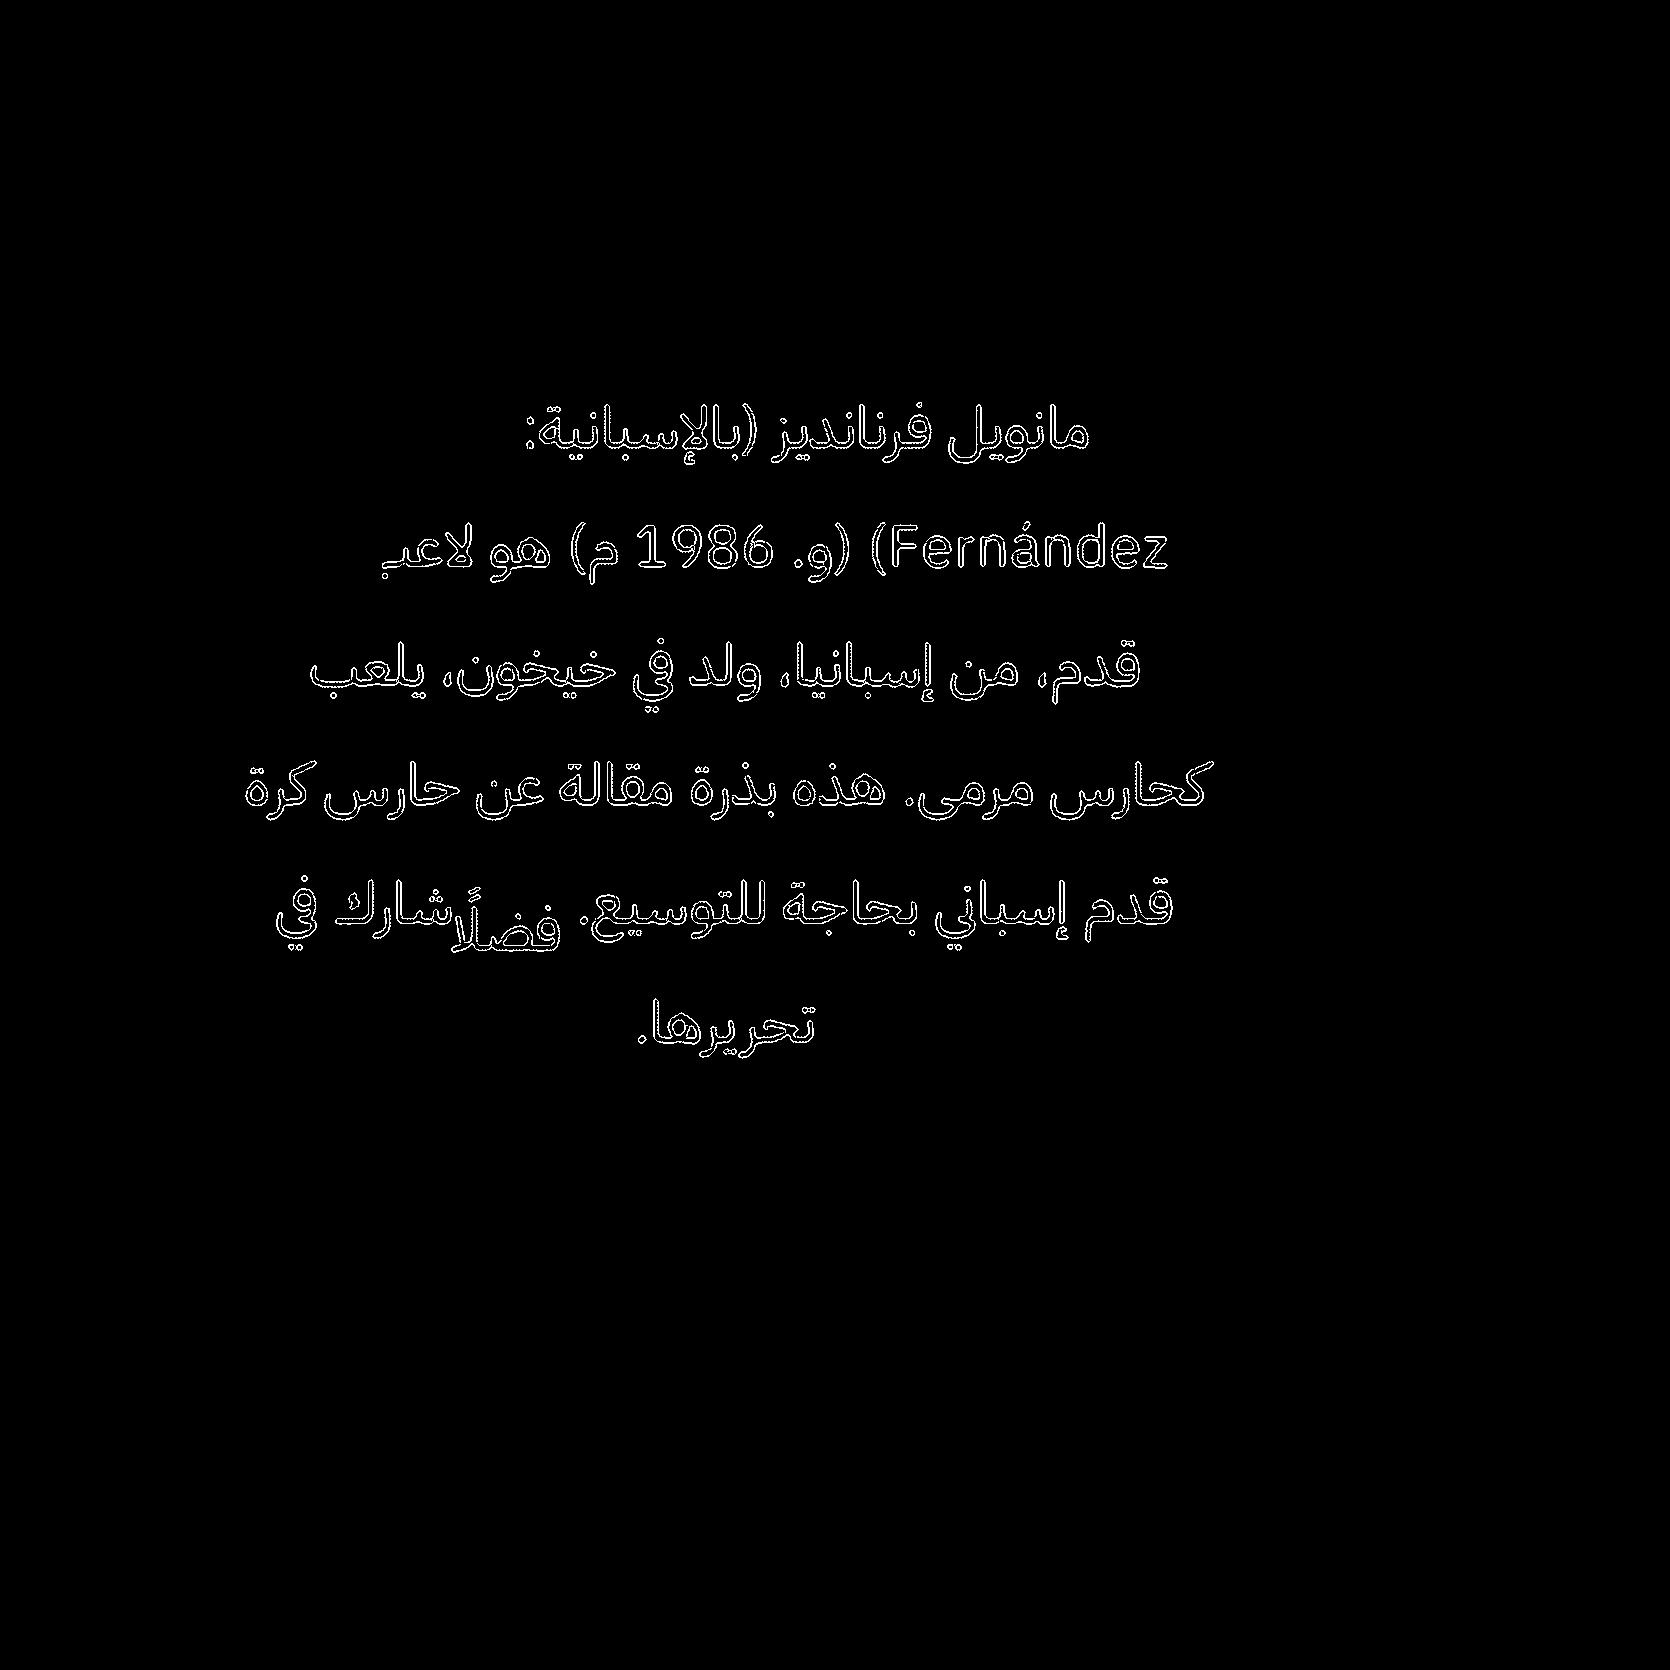 مانويل فرنانديز (بالإسبانية:
Fernández) (و. 1986 م) هو لاعب
قدم، من إسبانيا، ولد في خيخون، يلعب
كحارس مرمى. هذه بذرة مقالة عن حارس كرة
قدم إسباني بحاجة للتوسيع. فضلًا شارك في
تحريرها.